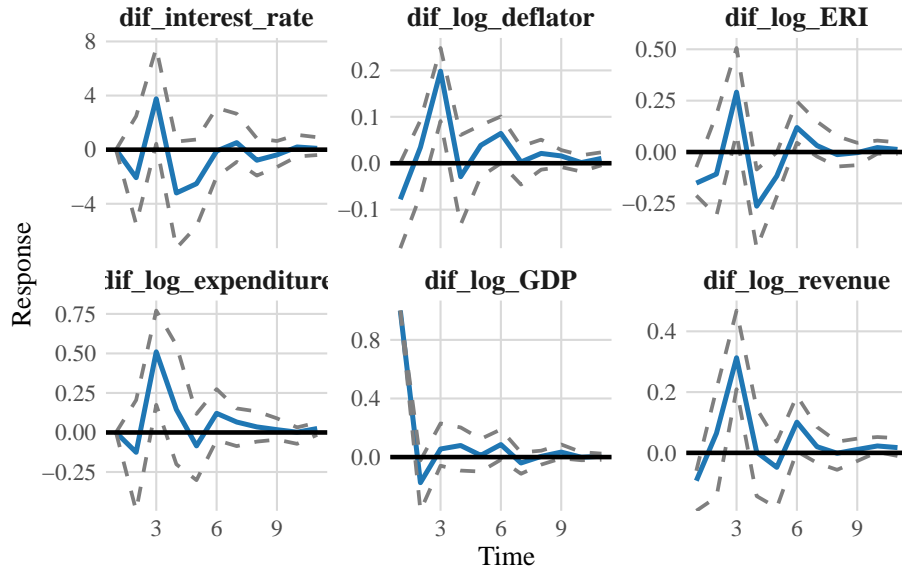 dif_interest_rate
dif_log_deflator
dif_log_ERI
8
4
0
−4
0.2
0.1
0.0
−0.1
0.50
0.25
0.00
−0.25
Response
dif_log_expenditure
dif_log_GDP
dif_log_revenue
0.75
0.50
0.25
0.00
−0.25
0.8
0.4
0.0
0.4
0.2
0.0
3 6 9
3 6 9
3 6 9
Time